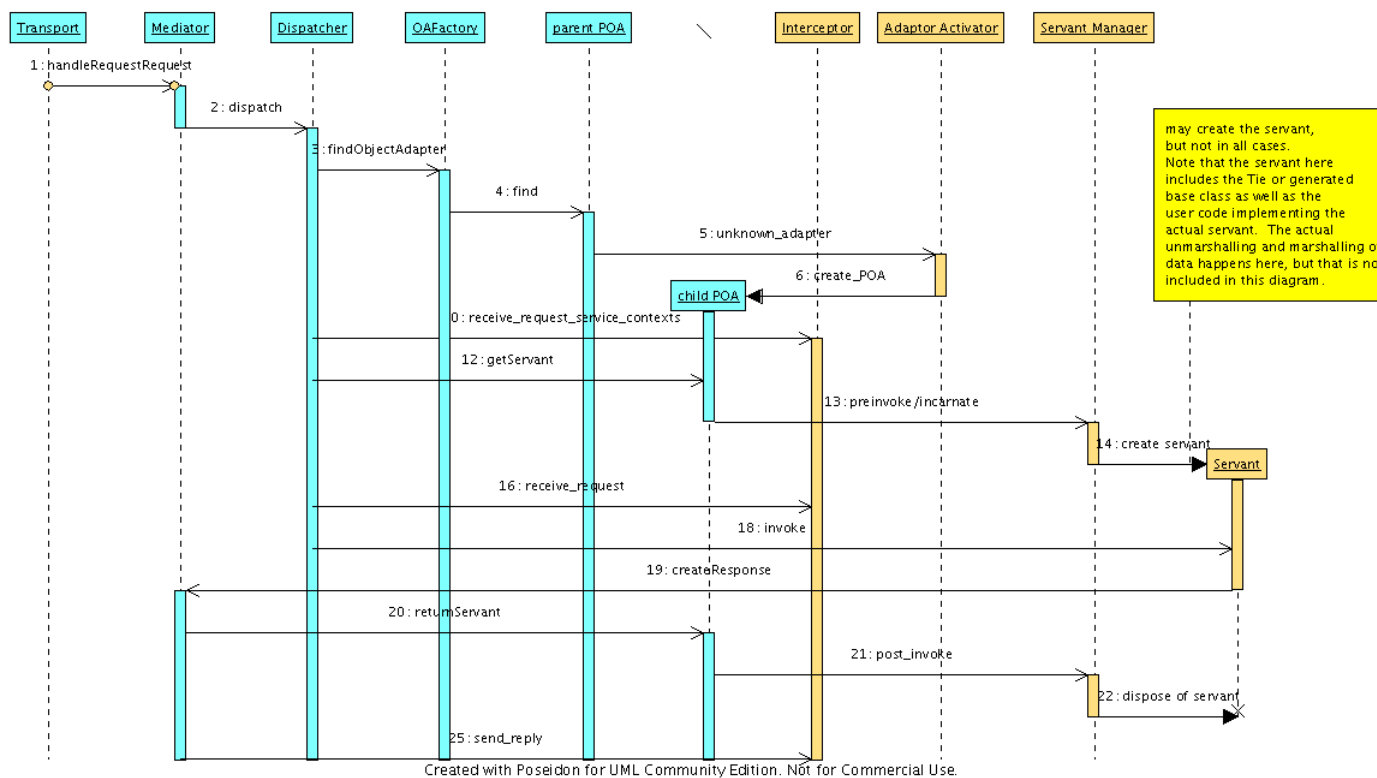 Transport
Mediator
Dispatcher
OAFactory
parent POA
\
Interceptor
Adaptor Activator
Servant Manager
1: handleRequestRequest
2: dispatch
3: findObjectAdapter
4: find
5: unknown_adapter
6: create_POA
child POA
may create the servant,
but not in all cases.
Note that the servant here
includes the Tie or generated
base class as well as the
user code implementing the
actual servant. The actual
unmarshalling and marshalling o
data happens here, but that is no
included in this diagram.
0: receive_request_service_contexts
12: getServant
13: preinvoke/incarnate
14: create servant
Servant
16: receive_request
18: invoke
19: createResponse
20: returnServant
21: post_invoke
22: dispose of servant
25: send_reply
Created with Poseidon for UML Community Edition. Not for Commercial Use.